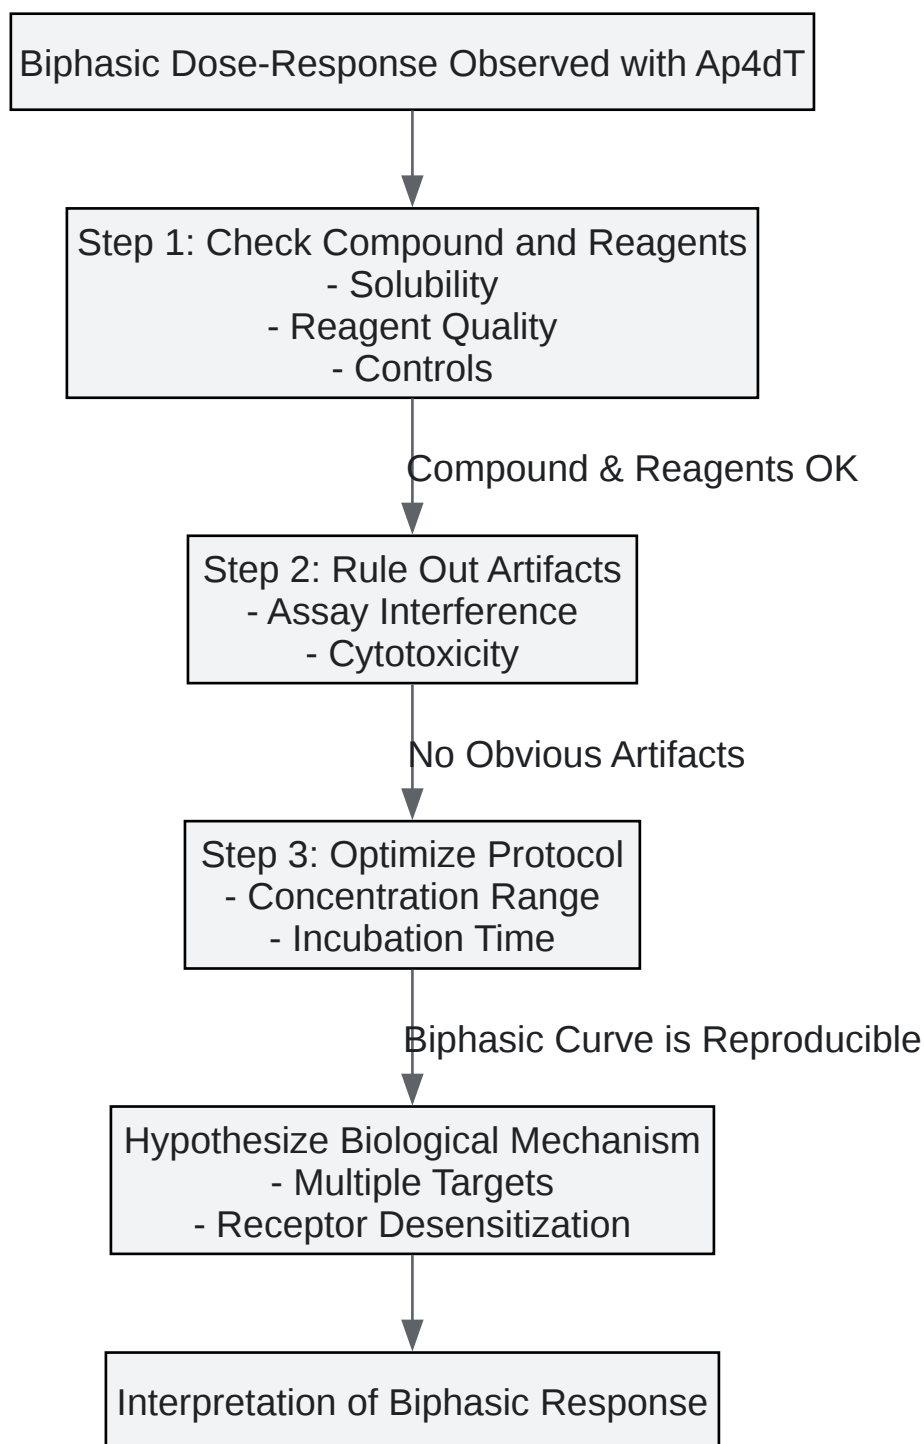 Biphasic Dose-Response Observed with Ap4dT
Step 1: Check Compound and Reagents
- Solubility
- Reagent Quality
- Controls
Compound & Reagents OK
Step 2: Rule Out Artifacts
- Assay Interference
- Cytotoxicity
No Obvious Artifacts
Step 3: Optimize Protocol
- Concentration Range
- Incubation Time
Biphasic Curve is Reproducible
Hypothesize Biological Mechanism
- Multiple Targets
- Receptor Desensitization
Interpretation of Biphasic Response